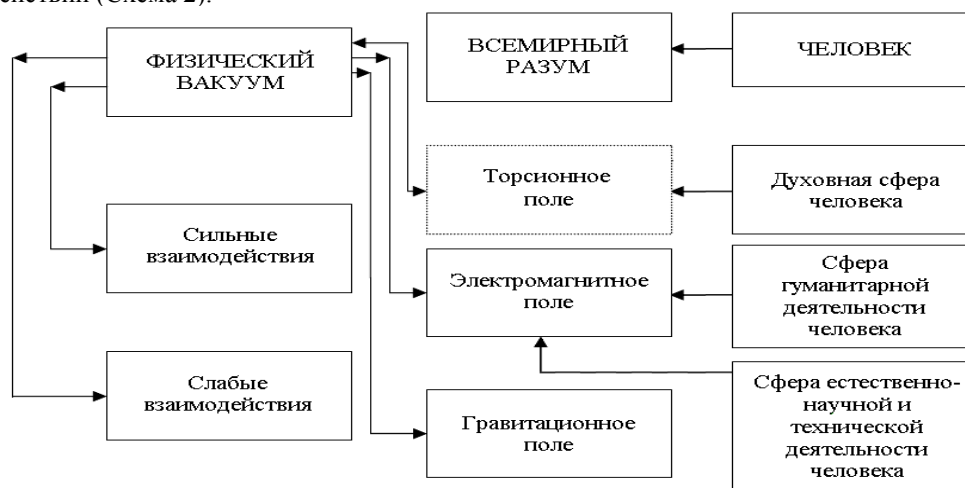 (Схема 2).
ФИЗИЧЕСКИЙ
ВАКУУМ
ВСЕМИРНЫЙ
РАЗУМ
ЧЕЛОВЕК
Торсионное
поле
Духовная сфера
человека
Сильные
взаимодействия
Электромагнитное
поле
Сфера
гуманитарной
деятельности
человека
Слабые
взаимодействия
Гравитационное
поле
Сфера естественно-
научной и
технической
деятельности
человека